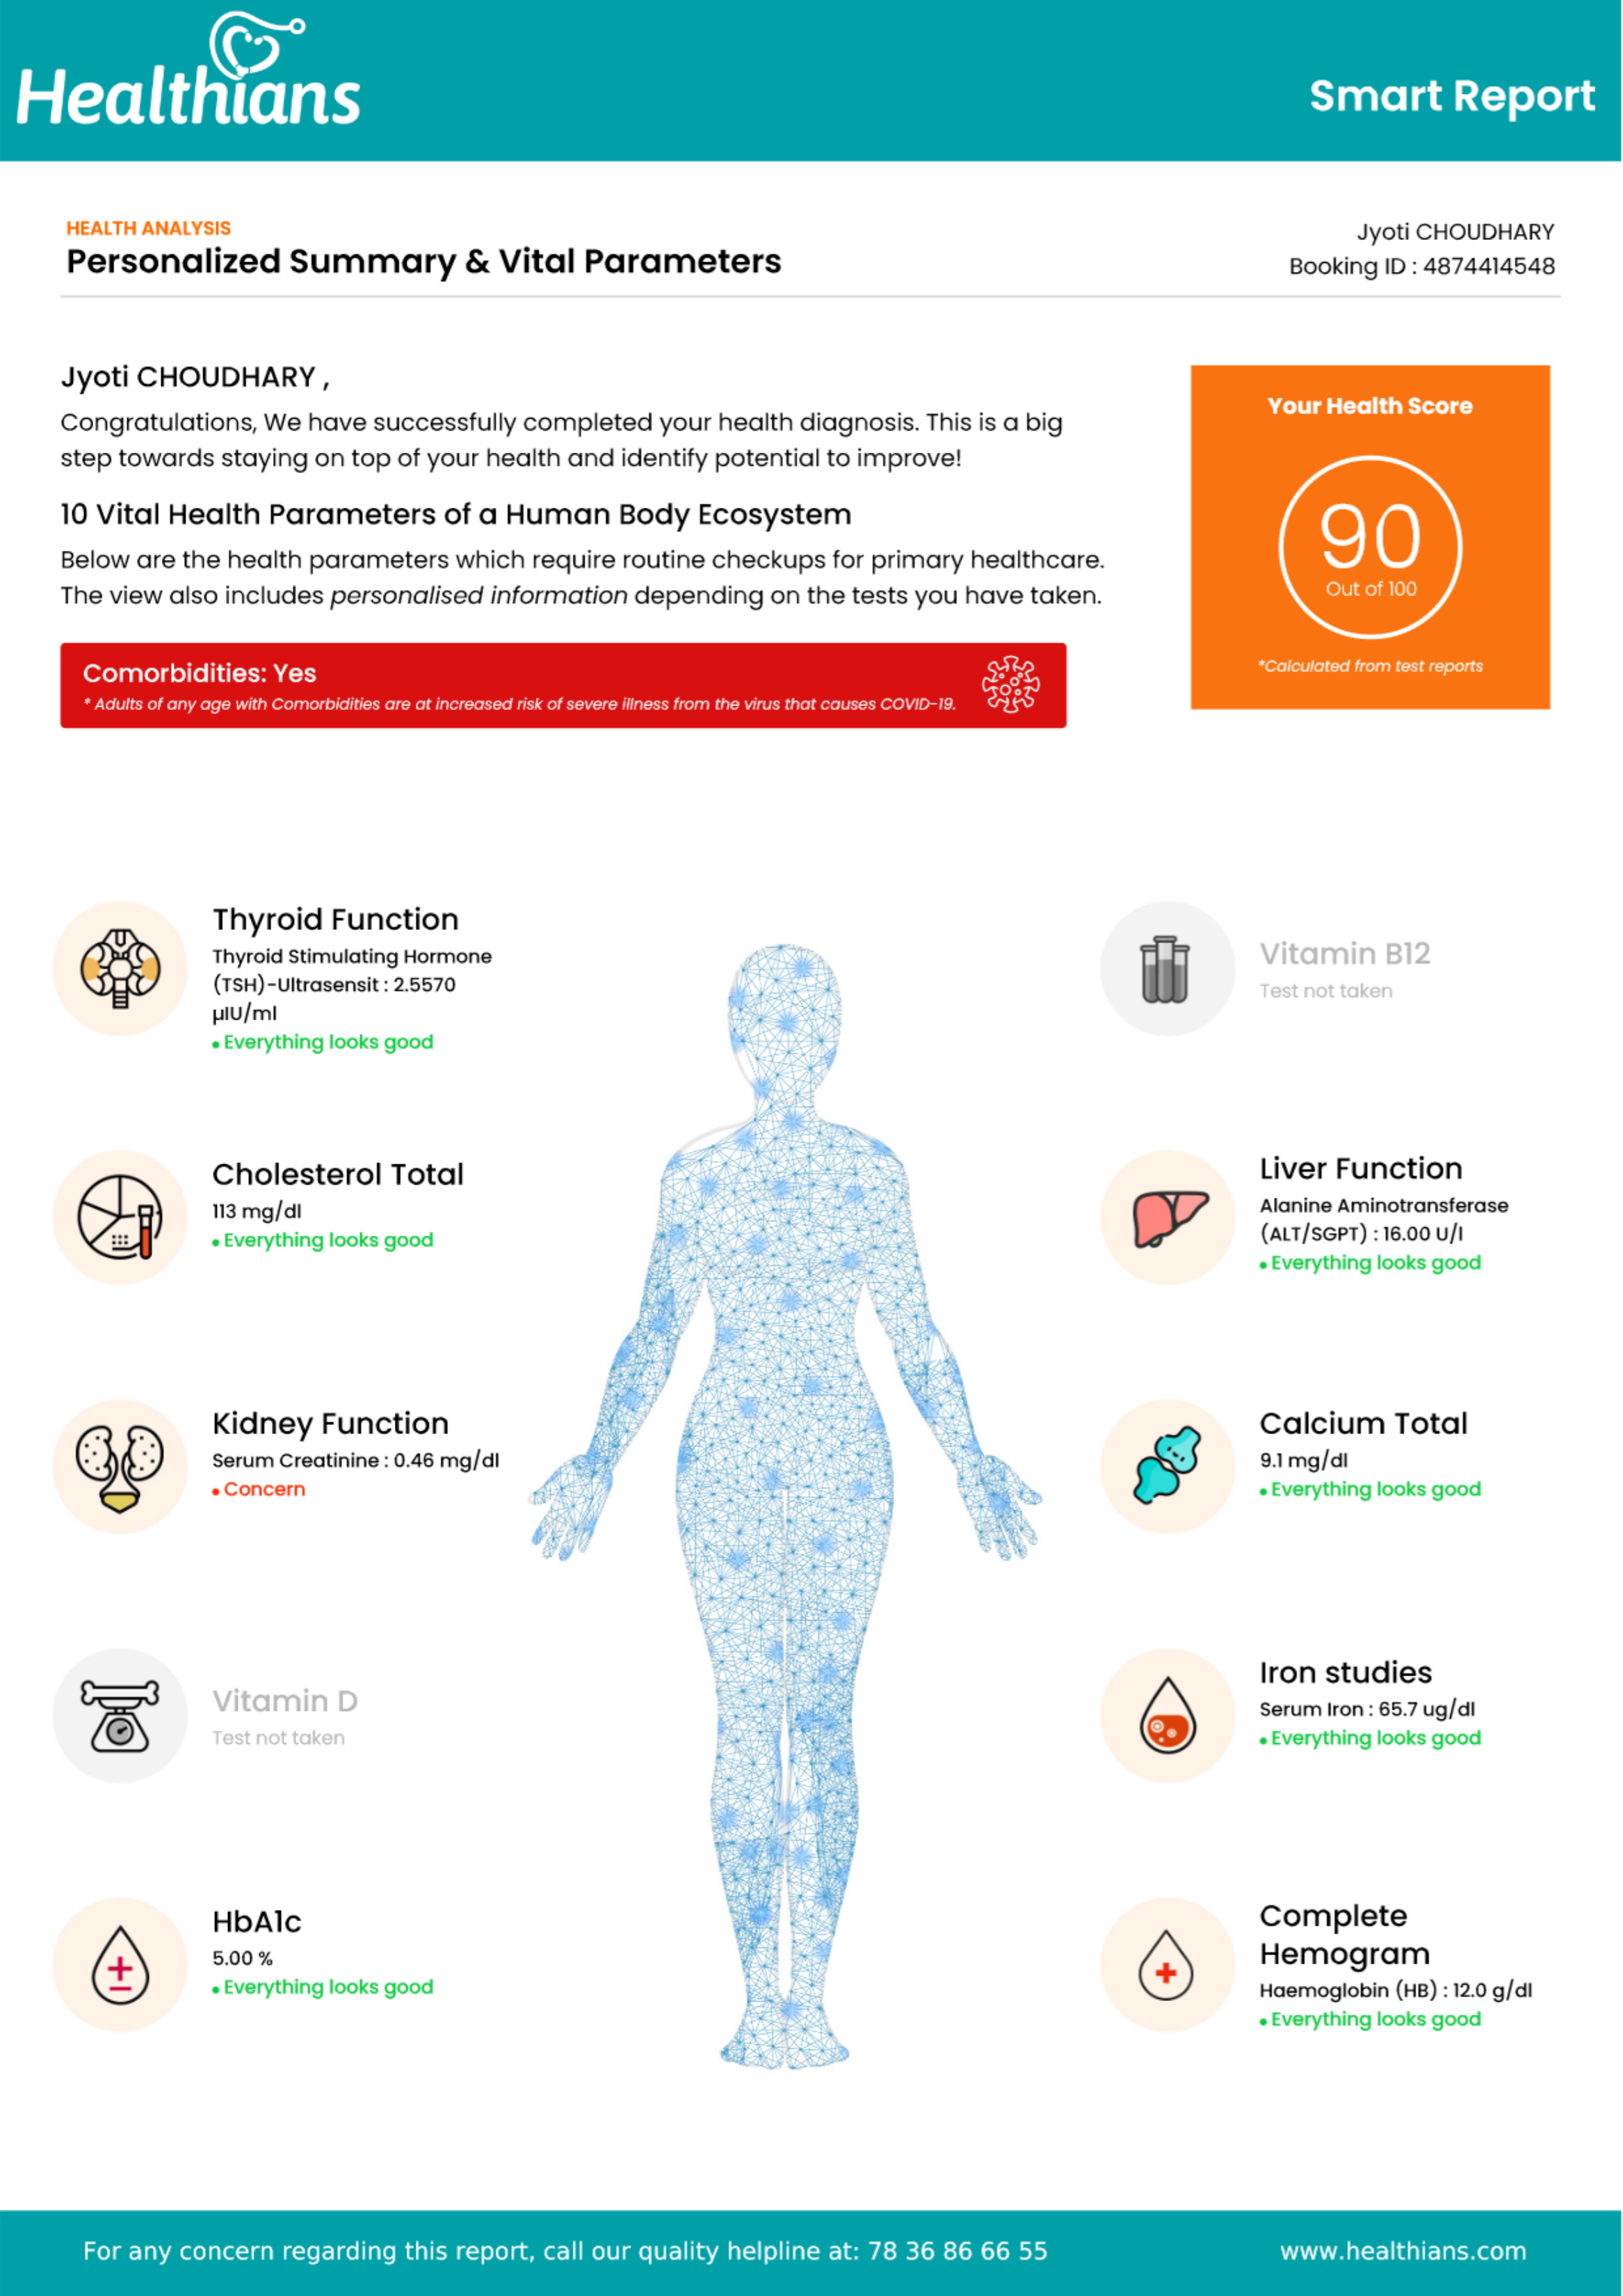 Healthians
Smart Report
HEALTH ANALYSIS
Personalized Summary & Vital Parameters
Jyoti CHOUDHARY
Booking ID : 4874414548
Jyoti CHOUDHARY ,
Congratulations, We have successfully completed your health diagnosis. This is a big
step towards staying on top of your health and identify potential to improve!
10 Vital Health Parameters of a Human Body Ecosystem
Below are the health parameters which require routine checkups for primary healthcare.
The view also includes personalised information depending on the tests you have taken.
Comorbidities: Yes
* Adults of any age with Comorbidities are at increased risk of severe illness from the virus that causes COVID-19.
Your Health Score
90
Out of 100
*Calculated from test reports
Thyroid Function
Thyroid Stimulating Hormone
(TSH)-Ultrasensit : 2.5570
µIU/ml
• Everything looks good
Cholesterol Total
113 mg/dl
• Everything looks good
Kidney Function
Serum Creatinine : 0.46 mg/dl
• Concern
Vitamin D
Test not taken
HbA1c
5.00 %
• Everything looks good
Vitamin B12
Test not taken
Liver Function
Alanine Aminotransferase
(ALT/SGPT) : 16.00 U/l
• Everything looks good
Calcium Total
9.1 mg/dl
• Everything looks good
Iron studies
Serum Iron : 65.7 ug/dl
• Everything looks good
Complete
Hemogram
Haemoglobin (HB) : 12.0 g/dl
• Everything looks good
For any concern regarding this report, call our quality helpline at: 78 36 86 66 55
www.healthians.com